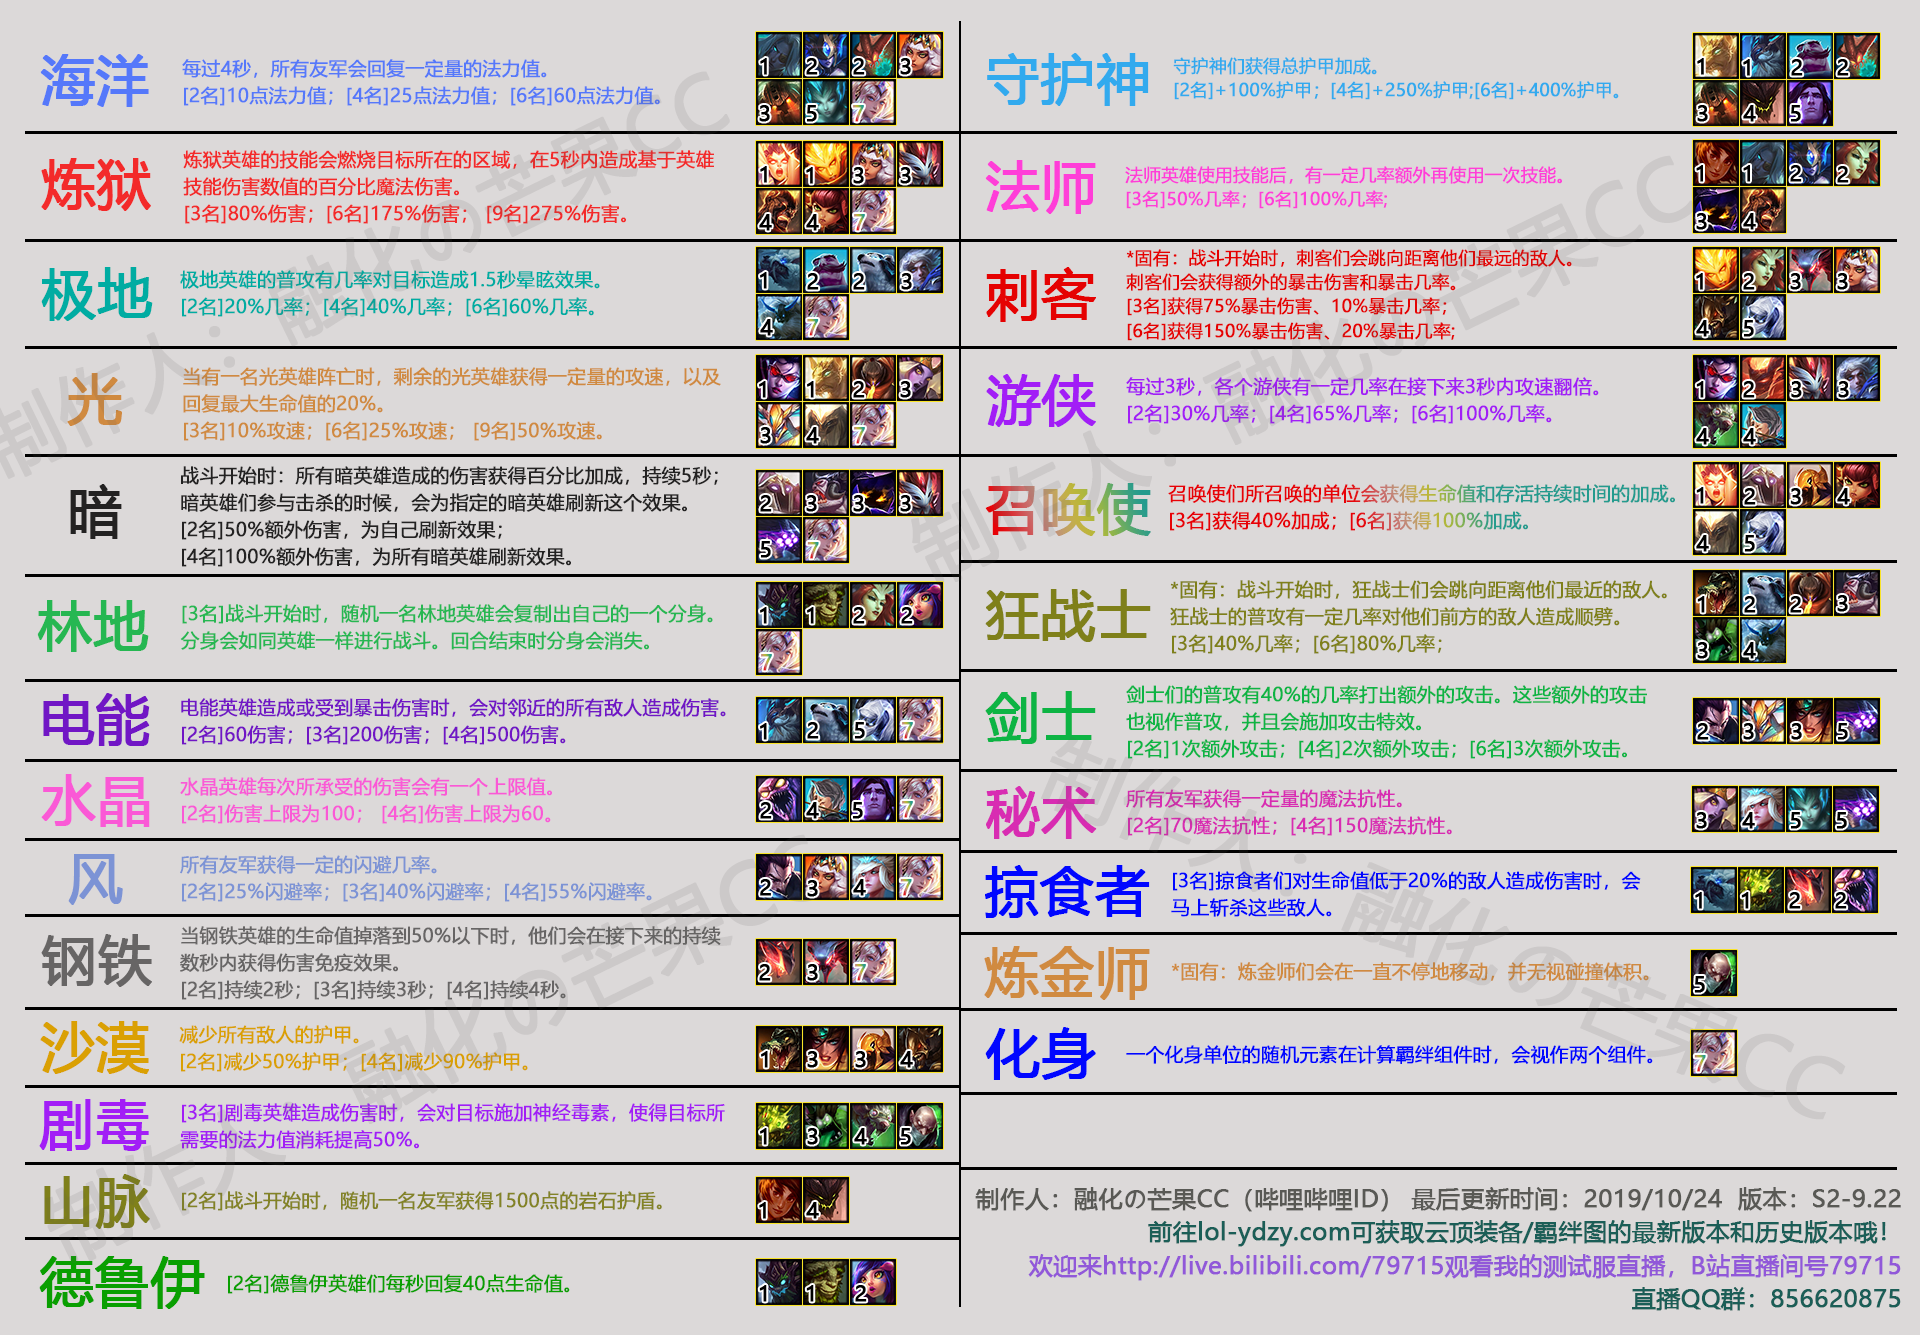 海洋
每过4秒，所有友军会回复一定量的法力值。
[2名]10点法力值；[4名]25点法力值；[6名]60点法力值。
1 2 2 3
3 5 7
炼狱
炼狱英雄的技能会燃烧目标所在的区域，在5秒内造成基于英雄
技能伤害数值的百分比魔法伤害。
[3名]80%伤害；[6名]175%伤害； [9名]275%伤害。
1 1 3 3
4 4 7
极地
极地英雄的普攻有几率对目标造成1.5秒晕眩效果。
[2名]20%几率；[4名]40%几率；[6名]60%几率。
1 2 2 3
4 7
光
当有一名光英雄阵亡时，剩余的光英雄获得一定量的攻速，以及
回复最大生命值的20%。
[3名]10%攻速；[6名]25%攻速； [9名]50%攻速。
1 1 2 3
3 4 7
暗
战斗开始时：所有暗英雄造成的伤害获得百分比加成，持续5秒；
暗英雄们参与击杀的时候，会为指定的暗英雄刷新这个效果。
[2名]50%额外伤害，为自己刷新效果；
[4名]100%额外伤害，为所有暗英雄刷新效果。
2 3 3 3
5 7
林地
[3名]战斗开始时，随机一名林地英雄会复制出自己的一个分身。
分身会如同英雄一样进行战斗。回合结束时分身会消失。
1 1 2 2
7
电能
电能英雄造成或受到暴击伤害时，会对邻近的所有敌人造成伤害。
[2名]60伤害；[3名]200伤害；[4名]500伤害。
1 2 5 7
水晶
水晶英雄每次所承受的伤害会有一个上限值。
[2名]伤害上限为100； [4名]伤害上限为60。
2 4 5 7
风
所有友军获得一定的闪避几率。
[2名]25%闪避率；[3名]40%闪避率；[4名]55%闪避率。
2 3 4 7
钢铁
当钢铁英雄的生命值掉落到50%以下时，他们会在接下来的持续
数秒内获得伤害免疫效果。
[2名]持续2秒；[3名]持续3秒；[4名]持续4秒。
2 3 7
沙漠
减少所有敌人的护甲。
[2名]减少50%护甲；[4名]减少90%护甲。
1 3 3 4
剧毒
[3名]剧毒英雄造成伤害时，会对目标施加神经毒素，使得目标所
需要的法力值消耗提高50%。
1 3 4 5
山脉
[2名]战斗开始时，随机一名友军获得1500点的岩石护盾。
1 4
德鲁伊
[2名]德鲁伊英雄们每秒回复40点生命值。
1 1 2
守护神
守护神们获得总护甲加成。
[2名]+100%护甲；[4名]+250%护甲;[6名]+400%护甲。
1 1 2 2
3 4 5
法师
法师英雄使用技能后，有一定几率额外再使用一次技能。
[3名]50%几率；[6名]100%几率;
1 1 2 2
3 4
刺客
*固有：战斗开始时，刺客们会跳向距离他们最远的敌人。
刺客们会获得额外的暴击伤害和暴击几率。
[3名]获得75%暴击伤害、10%暴击几率；
[6名]获得150%暴击伤害、20%暴击几率;
1 2 3 3
4 5
游侠
每过3秒，各个游侠有一定几率在接下来3秒内攻速翻倍。
[2名]30%几率；[4名]65%几率；[6名]100%几率。
1 2 3 3
4 4
召唤使
召唤使们所召唤的单位会获得生命值和存活持续时间的加成。
[3名]获得40%加成；[6名]获得100%加成。
1 2 3 4
4 5
狂战士
*固有：战斗开始时，狂战士们会跳向距离他们最近的敌人。
狂战士的普攻有一定几率对他们前方的敌人造成顺劈。
[3名]40%几率；[6名]80%几率；
1 2 2 3
3 4
剑士
剑士们的普攻有40%的几率打出额外的攻击。这些额外的攻击
也视作普攻，并且会施加攻击特效。
[2名]1次额外攻击；[4名]2次额外攻击；[6名]3次额外攻击。
2 3 3 5
秘术
所有友军获得一定量的魔法抗性。
[2名]70魔法抗性；[4名]150魔法抗性。
3 4 5 5
掠食者
[3名]掠食者们对生命值低于20%的敌人造成伤害时，会
马上斩杀这些敌人。
1 1 2 2
炼金师
*固有：炼金师们会在一直不停地移动，并无视碰撞体积。
5
化身
一个化身单位的随机元素在计算羁绊组件时，会视作两个组件。
7
制作人：融化の芒果CC（哔哩哔哩ID） 最后更新时间：2019/10/24 版本：S2-9.22
前往lol-ydzy.com可获取云顶装备/羁绊图的最新版本和历史版本哦！
欢迎来http://live.bilibili.com/79715观看我的测试服直播，B站直播间号79715
直播QQ群：856620875
制作人：融化の芒果CC
制作人：融化の芒果CC
制作人：融化の芒果CC
制作人：融化の芒果CC